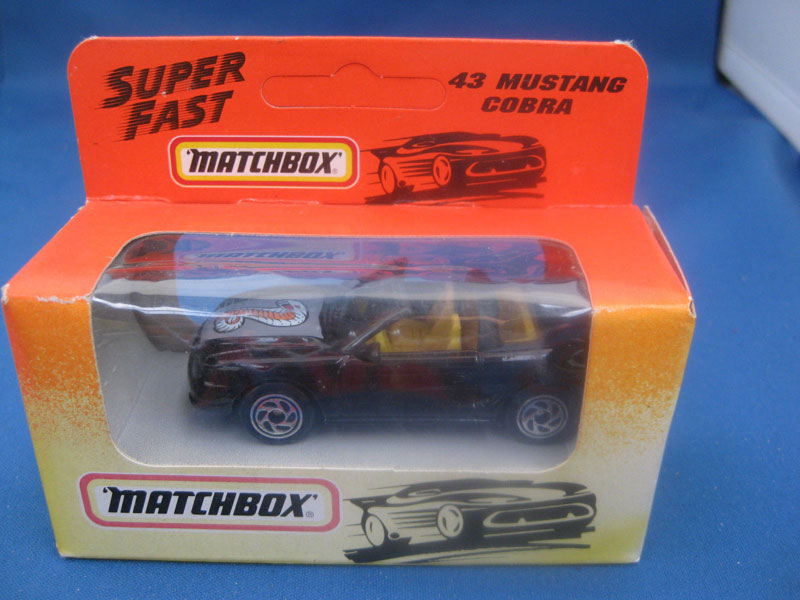 SUPER
FAST
43 MUSTANG
COBRA
MATCHBOX®
MATCHBOX
MATCHBOX®